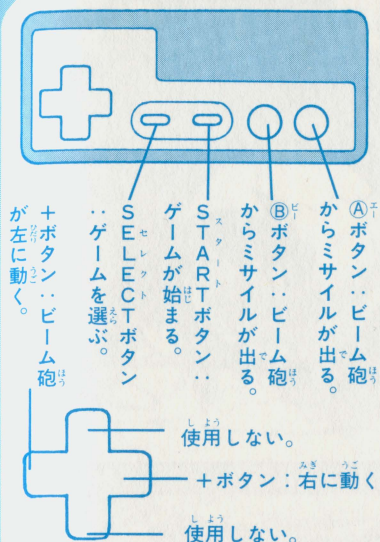 Ⓐボタン‥ビーム砲
からミサイルが出る。
Ⓑボタン‥ビーム砲
からミサイルが出る。
STARTボタン‥
ゲームが始まる。
SELECTボタン
‥ゲームを選ぶ。
+ボタン‥ビーム砲
が左に動く。
使用しない。
+ボタン：右に動く
使用しない。